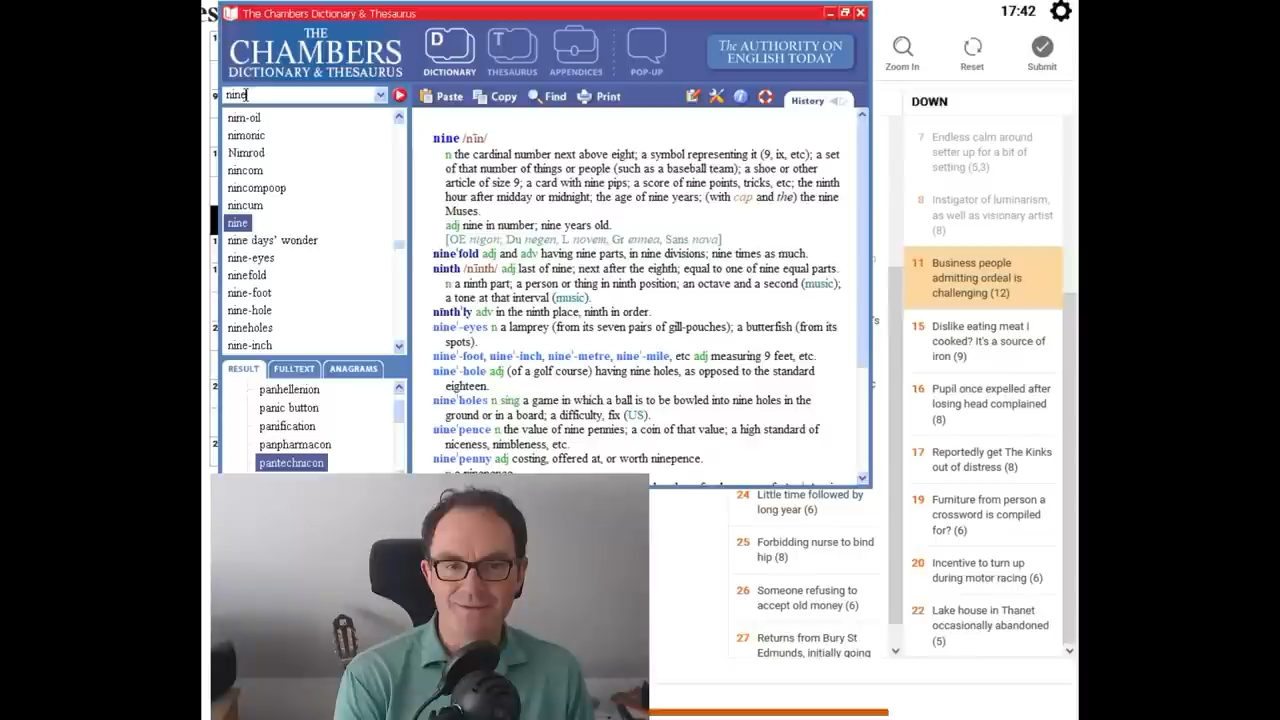 es
The Chambers Dictionary & Thesaurus
THE
CHAMBERS
DICTIONARY & THESAURUS
D
DICTIONARY
T
THESAURUS
APPENDICES
POP-UP
The AUTHORITY ON
ENGLISH TODAY
17:42
Zoom In
Reset
Submit
nine
Paste
Copy
Find
Print
History
nim-oil
nimonic
Nimrod
nincom
nincompoop
nincum
nine
nine days' wonder
nine-eyes
ninefold
nine-foot
nine-hole
nineholes
nine-inch
RESULT
FULLTEXT
ANAGRAMS
panhellenion
panic button
panification
panpharmacon
pantechnicon
nine /nīn/
n the cardinal number next above eight; a symbol representing it (9, ix, etc); a set
of that number of things or people (such as a baseball team); a shoe or other
article of size 9; a card with nine pips; a score of nine points, tricks, etc; the ninth
hour after midday or midnight; the age of nine years; (with cap and the) the nine
Muses.
adj nine in number; nine years old.
[OE nigon; Du negen, L novem, Gr ennea, Sans nava]
nine'fold adj and adv having nine parts, in nine divisions; nine times as much.
ninth /nīnth/ adj last of nine; next after the eighth; equal to one of nine equal parts.
n a ninth part; a person or thing in ninth position; an octave and a second (music);
a tone at that interval (music).
nīnth'ly adv in the ninth place, ninth in order.
nine'-eyes n a lamprey (from its seven pairs of gill-pouches); a butterfish (from its
spots).
nine'-foot, nine'-inch, nine'-metre, nine'-mile, etc adj measuring 9 feet, etc.
nine'-hole adj (of a golf course) having nine holes, as opposed to the standard
eighteen.
nine'holes n sing a game in which a ball is to be bowled into nine holes in the
ground or in a board; a difficulty, fix (US).
nine'pence n the value of nine pennies; a coin of that value; a high standard of
niceness, nimbleness, etc.
nine'penny adj costing, offered at, or worth ninepence.
DOWN
7 Endless calm around
setter up for a bit of
setting (5,3)
8 Instigator of luminarism,
as well as visionary artist
(8)
11 Business people
admitting ordeal is
challenging (12)
15 Dislike eating meat I
cooked? It's a source of
iron (9)
16 Pupil once expelled after
losing head complained
(8)
17 Reportedly get The Kinks
out of distress (8)
19 Furniture from person a
crossword is compiled
for? (6)
20 Incentive to turn up
during motor racing (6)
22 Lake house in Thanet
occasionally abandoned
(5)
24 Little time followed by
long year (6)
25 Forbidding nurse to bind
hip (8)
26 Someone refusing to
accept old money (6)
27 Returns from Bury St
Edmunds, initially going